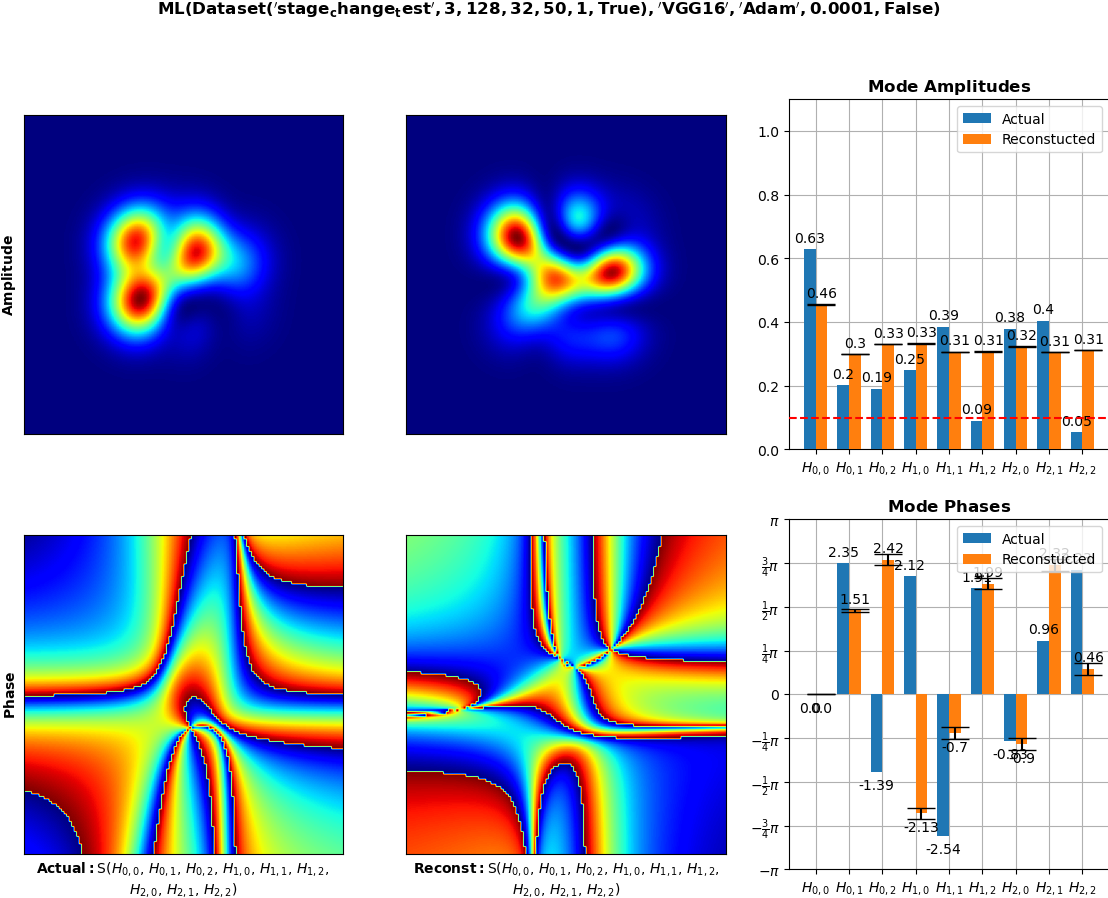 ML(Dataset('stage_change_test', 3, 128, 32, 50, 1, True), 'VGG16', 'Adam', 0.0001, False)
Amplitude
Mode Amplitudes
Actual
Reconstucted
1.0
0.8
0.6
0.4
0.2
0.0
0.63
0.46
0.2
0.3
0.19
0.33
0.25
0.33
0.39
0.31
0.09
0.31
0.38
0.32
0.4
0.31
0.05
0.31
H0,0 H0,1 H0,2 H1,0 H1,1 H1,2 H2,0 H2,1 H2,2
Phase
Actual:S(H0,0, H0,1, H0,2, H1,0, H1,1, H1,2,
H2,0, H2,1, H2,2)
Reconst:S(H0,0, H0,1, H0,2, H1,0, H1,1, H1,2,
H2,0, H2,1, H2,2)
Mode Phases
Actual
Reconstucted
π
3/4π
1/2π
1/4π
0
−1/4π
−1/2π
−3/4π
−π
0.0
0.0
2.35
1.51
-1.39
2.42
2.12
-2.13
-2.54
-0.7
-0.83
-0.9
0.96
0.46
H0,0 H0,1 H0,2 H1,0 H1,1 H1,2 H2,0 H2,1 H2,2